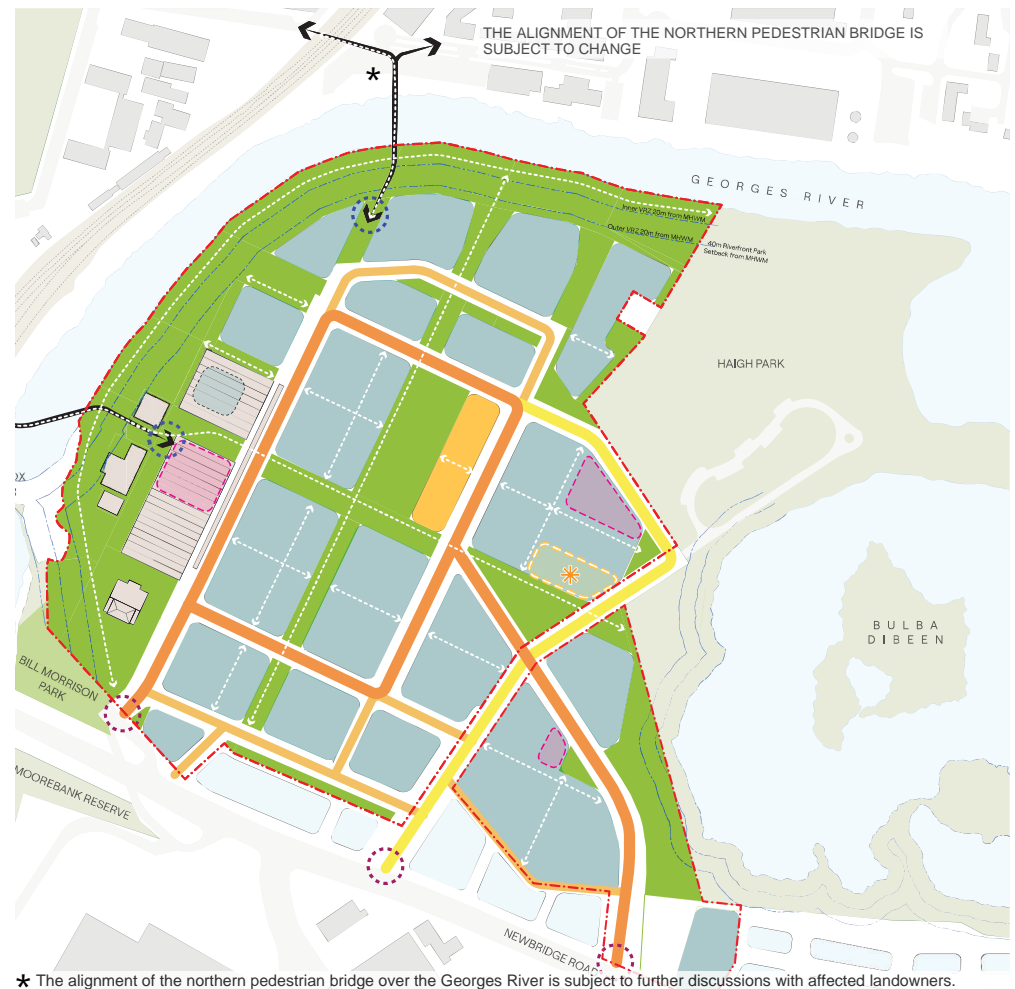 THE ALIGNMENT OF THE NORTHERN PEDESTRIAN BRIDGE IS
SUBJECT TO CHANGE
*
GEORGES RIVER
Inner VRZ 20m from MHWM
Outer VRZ 20m from MHWM
40m Riverfront Park
Setback from MHWM
HAIGH PARK
BULBA
DIBEEN
BILL MORRISON
PARK
MOOREBANK RESERVE
NEWBRIDGE ROAD
* The alignment of the northern pedestrian bridge over the Georges River is subject to further discussions with affected landowners.